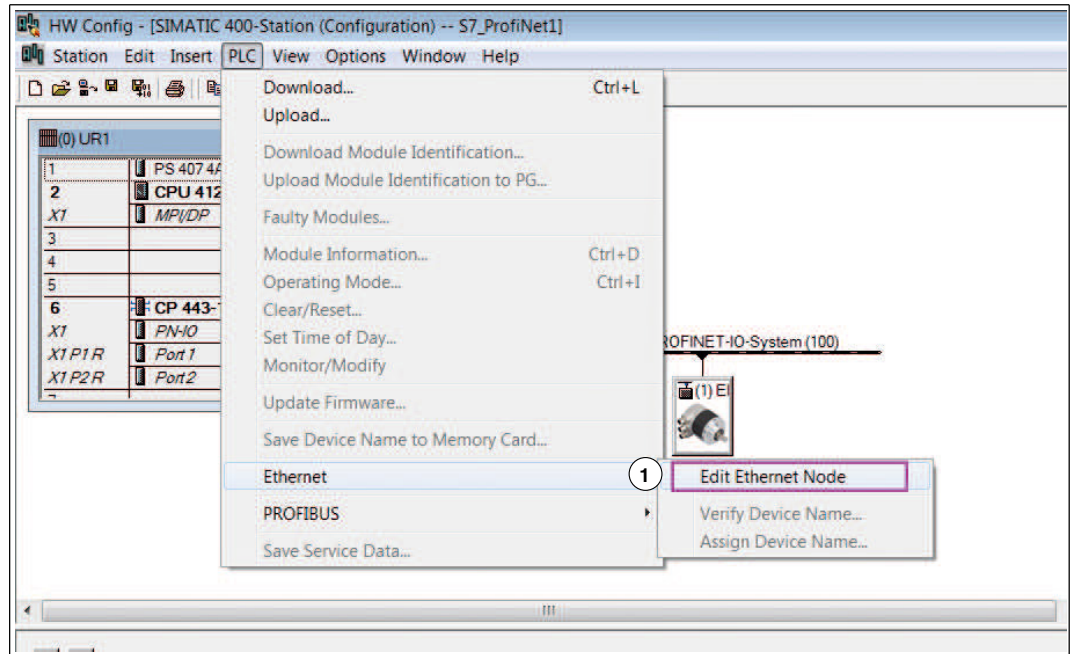 HW Config - [SIMATIC 400-Station (Configuration) -- S7_ProfiNet1]
Station Edit Insert PLC View Options Window Help
Download... Ctrl+L
Upload...
Download Module Identification...
Upload Module Identification to PG...
Faulty Modules...
Module Information... Ctrl+D
Operating Mode... Ctrl+I
Clear/Reset...
Set Time of Day...
Monitor/Modify
Update Firmware...
Save Device Name to Memory Card...
Ethernet
PROFIBUS
Save Service Data...
1
Edit Ethernet Node
Verify Device Name...
Assign Device Name...
(0) UR1
1 PS 407 4A
2 CPU 412
X1 MPI/DP
3
4
5
6 CP 443-1
X1 PN-IO
X1 P1 R Port 1
X1 P2 R Port 2
ROFINET-IO-System (100)
(1) El